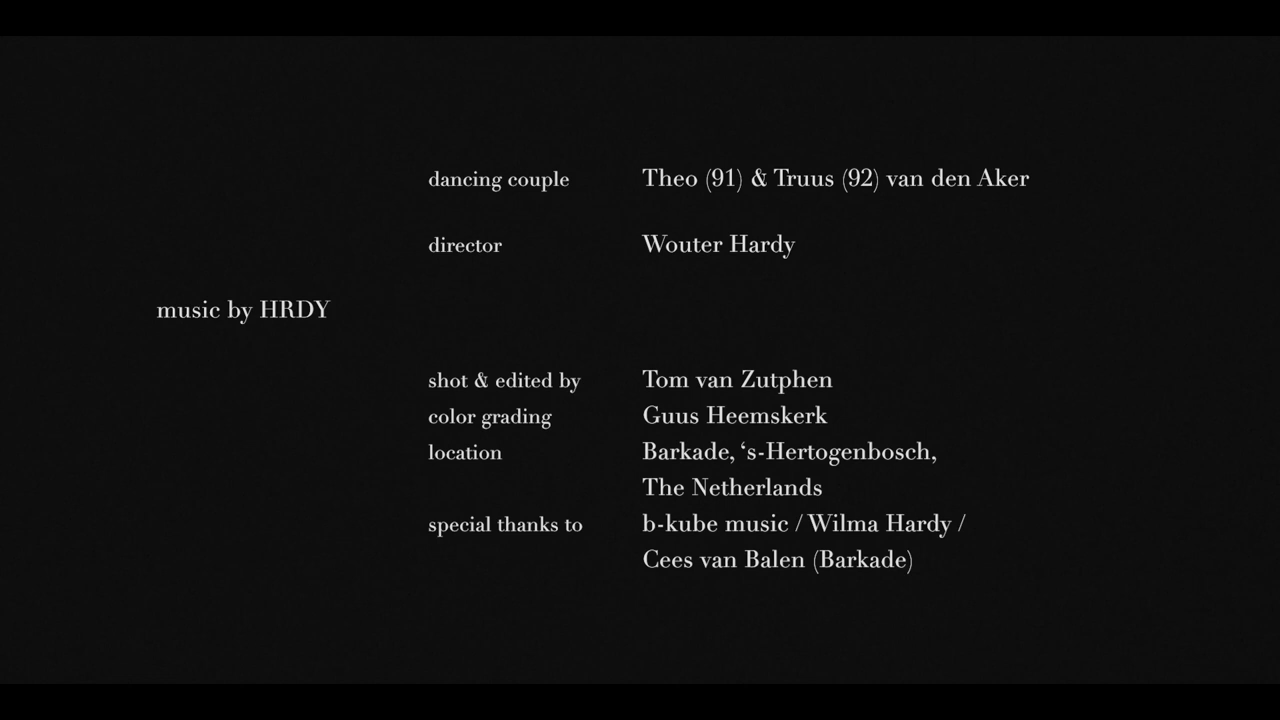 dancing couple Theo (91) & Truus (92) van den Aker
director Wouter Hardy
music by HRDY
shot & edited by Tom van Zutphen
color grading Guus Heemskerk
location Barkade, ‘s-Hertogenbosch,
The Netherlands
special thanks to b-kube music / Wilma Hardy /
Cees van Balen (Barkade)